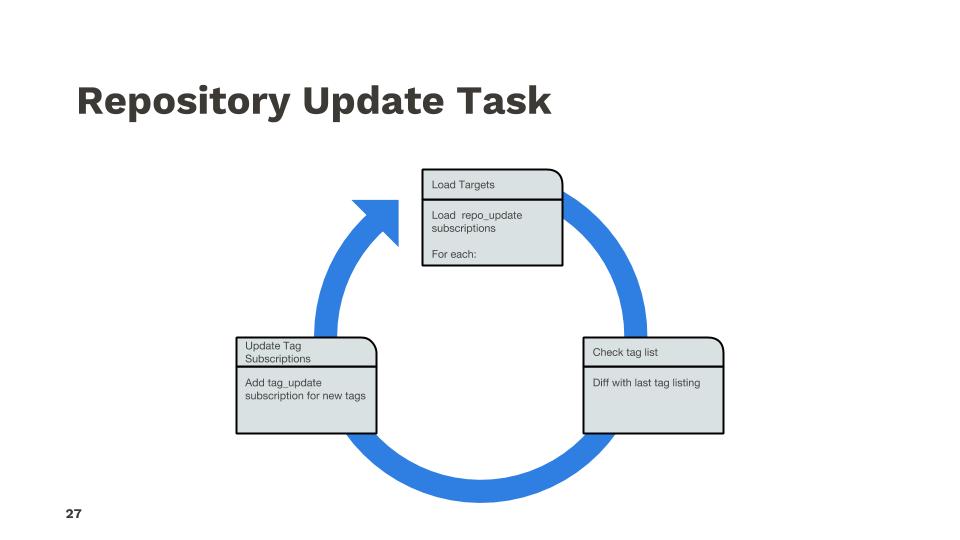 Repository Update Task
Load Targets
Load  repo_update
subscriptions
For each:
Check tag list
Diff with last tag listing
Update Tag
Subscriptions
Add tag_update
subscription for new tags
27